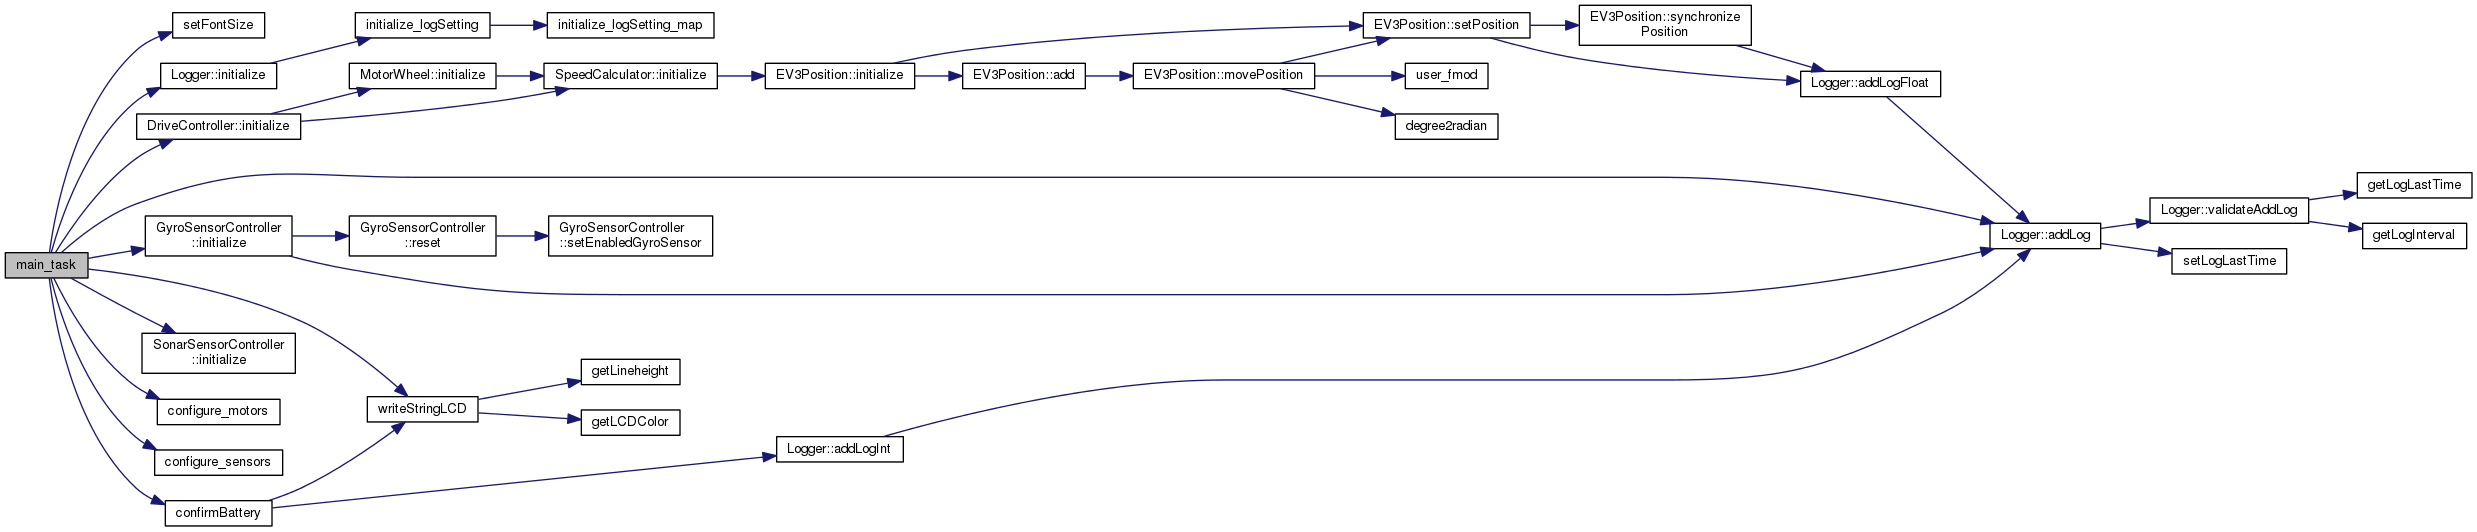 main_task
setFontSize
Logger::initialize
initialize_logSetting
initialize_logSetting_map
DriveController::initialize
MotorWheel::initialize
SpeedCalculator::initialize
EV3Position::initialize
EV3Position::add
EV3Position::movePosition
EV3Position::setPosition
EV3Position::synchronize
Position
user_fmod
degree2radian
Logger::addLogFloat
Logger::addLog
Logger::validateAddLog
getLogLastTime
getLogInterval
setLogLastTime
GyroSensorController
::initialize
GyroSensorController
::reset
GyroSensorController
::setEnabledGyroSensor
SonarSensorController
::initialize
configure_motors
configure_sensors
confirmBattery
writeStringLCD
getLineheight
getLCDColor
Logger::addLogInt